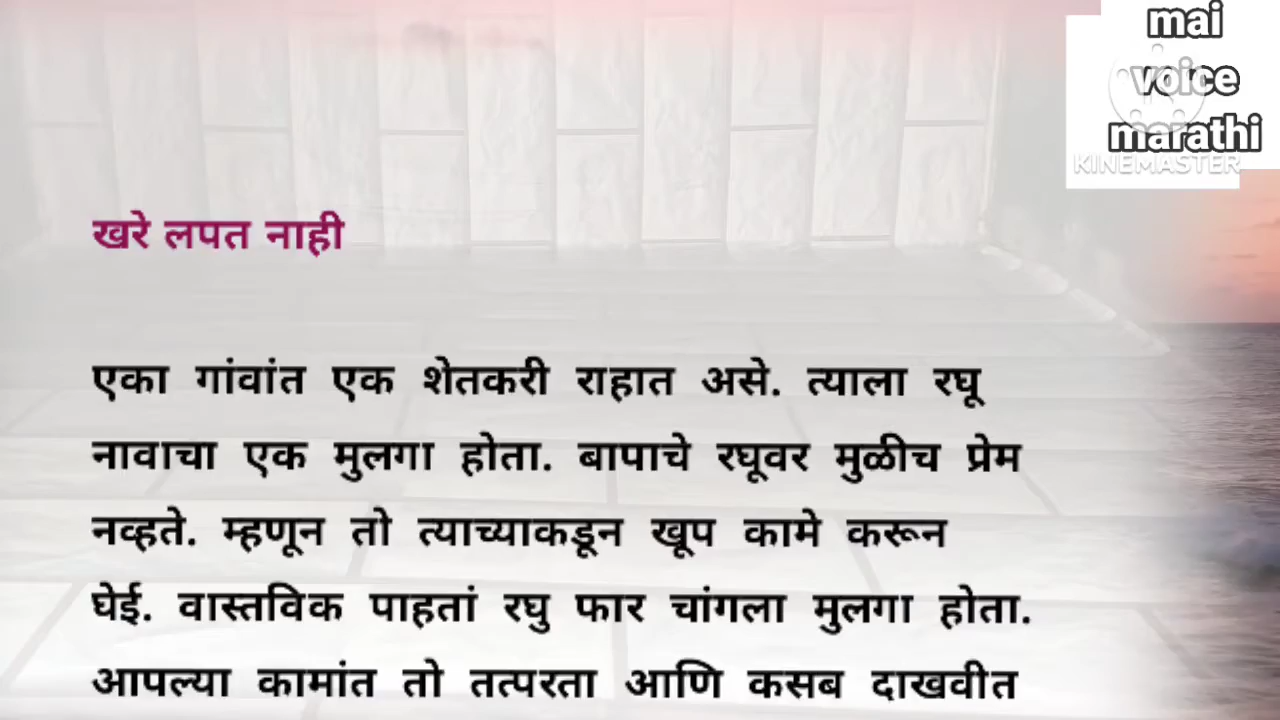 mai
voice
marathi
KINEMASTER
खरे लपत नाही
एका गांवांत एक शेतकरी राहात असे. त्याला रघू
नावाचा एक मुलगा होता. बापाचे रघूवर मुळीच प्रेम
नव्हते. म्हणून तो त्याच्याकडून खूप कामे करून
घेई. वास्तविक पाहतां रघु फार चांगला मुलगा होता.
आपल्या कामांत तो तत्परता आणि कसब दाखवीत